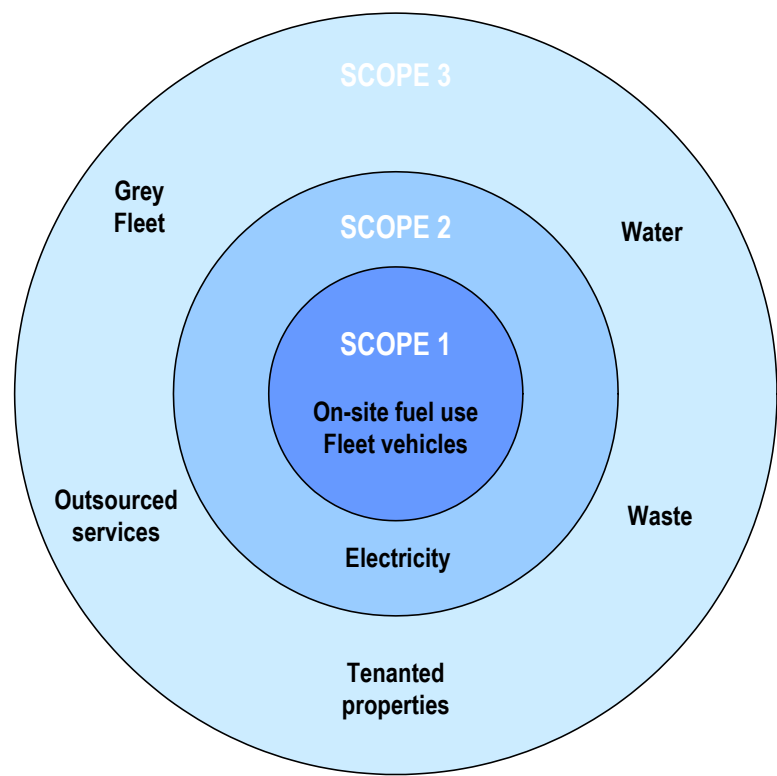 SCOPE 3
Grey
Fleet
SCOPE 2
Water
SCOPE 1
On-site fuel use
Fleet vehicles
Outsourced
services
Waste
Electricity
Tenanted
properties